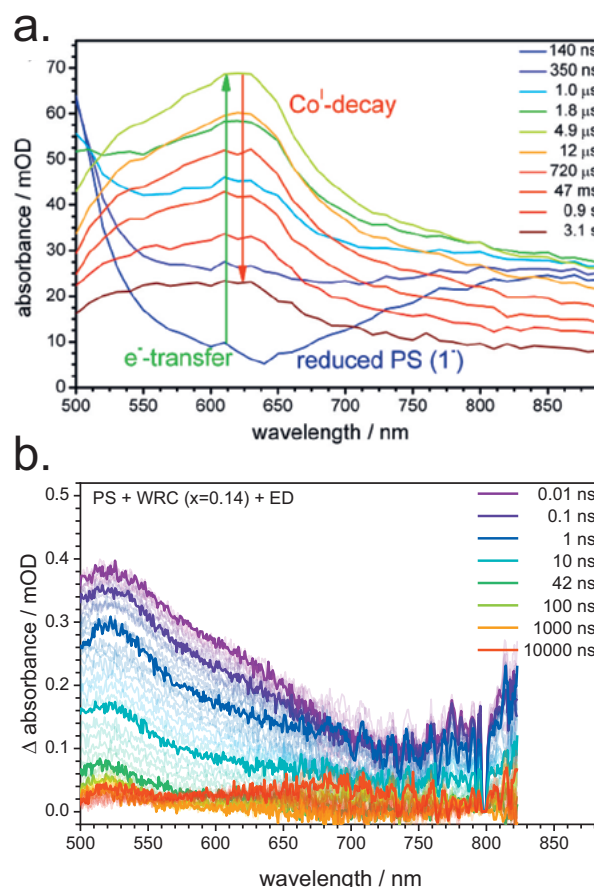 a.
absorbance / mOD
70
60
50
40
30
20
10
0
500 550 600 650 700 750 800 850
wavelength / nm
140 ns
350 ns
1.0 μs
1.8 μs
4.9 μs
12 μs
720 μs
47 ms
0.9 s
3.1 s
Coᴵ-decay
e⁻-transfer
reduced PS (1⁻)
b.
Δ absorbance / mOD
0.5
0.4
0.3
0.2
0.1
0.0
500 550 600 650 700 750 800 850
wavelength / nm
PS + WRC (x=0.14) + ED
0.01 ns
0.1 ns
1 ns
10 ns
42 ns
100 ns
1000 ns
10000 ns